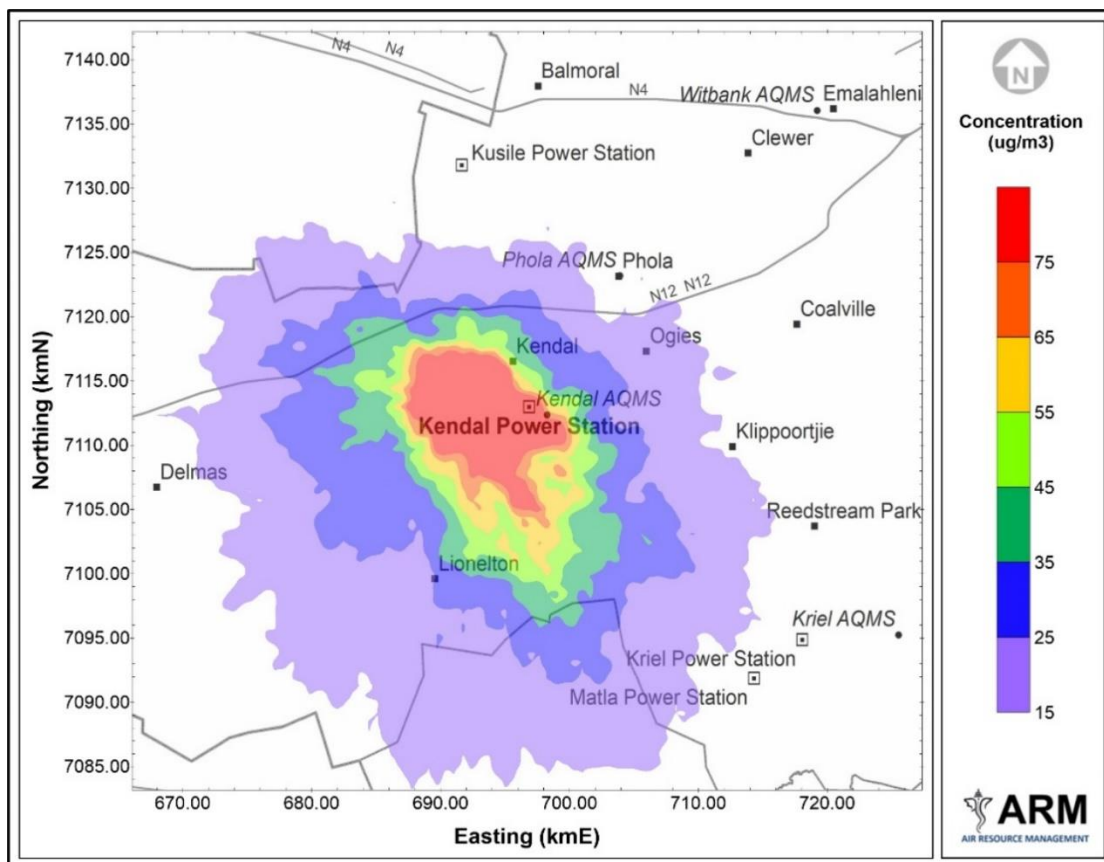 7140.00
7135.00
7130.00
7125.00
7120.00
7115.00
7110.00
7105.00
7100.00
7095.00
7090.00
7085.00
Northing (kmN)
670.00 680.00 690.00 700.00 710.00 720.00
Easting (kmE)
N4
N4
Balmoral
N4
Witbank AQMS
Emalahleni
Clewer
Kusile Power Station
Phola AQMS Phola
N12 N12
Coalville
Ogies
Kendal
Kendal AQMS
Kendal Power Station
Klippoortjie
Delmas
Reedstream Park
Lionelton
Kriel AQMS
Kriel Power Station
Matla Power Station
N
Concentration
(ug/m3)
75
65
55
45
35
25
15
ARM
AIR RESOURCE MANAGEMENT